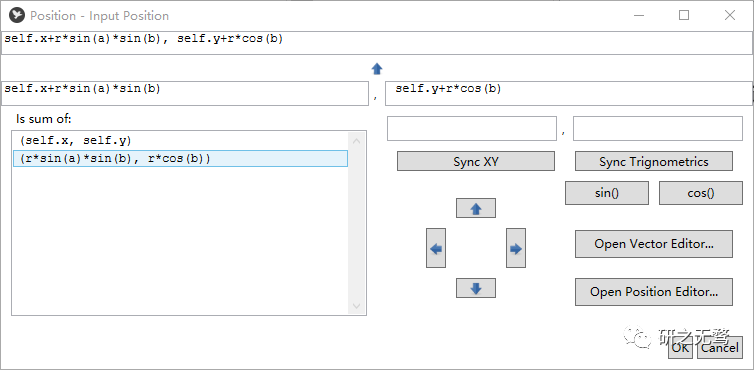 Position - Input Position
self.x+r*sin(a)*sin(b), self.y+r*cos(b)
self.x+r*sin(a)*sin(b) , self.y+r*cos(b)
Is sum of:
(self.x, self.y)
,
(r*sin(a)*sin(b), r*cos(b))
Sync XY Sync Trignometrics
sin() cos()
Open Vector Editor...
Open Position Editor...
研之无鹜
OK Cancel